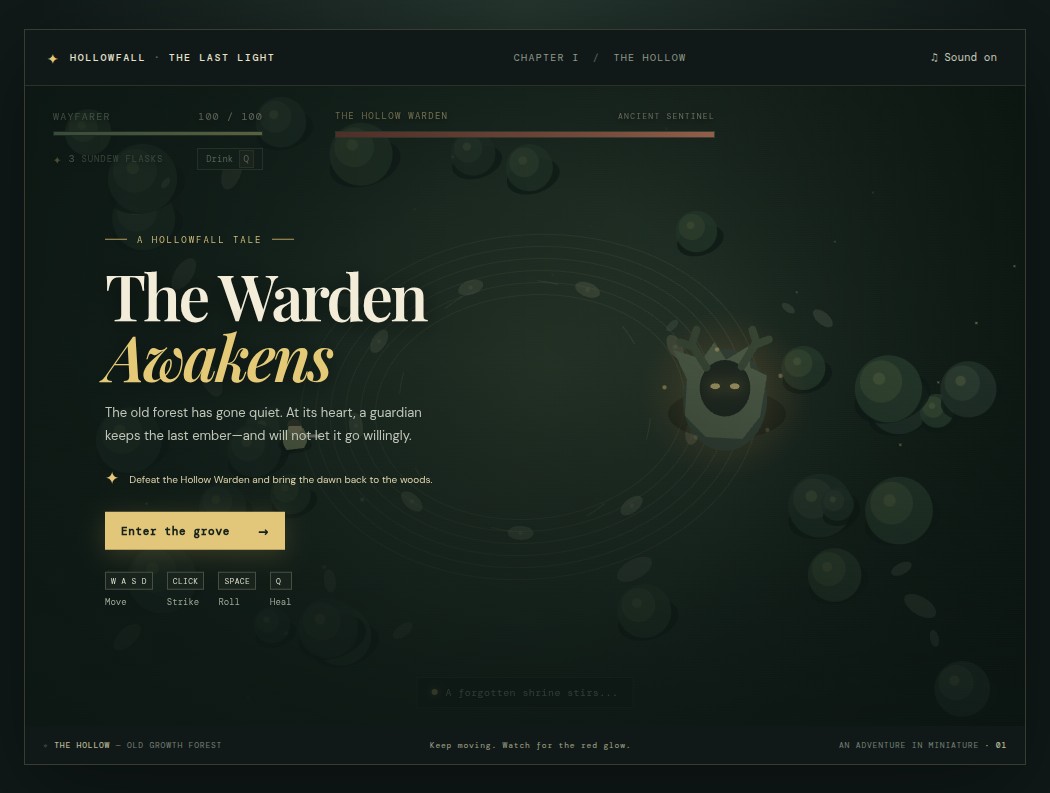 ✦ HOLLOWFALL · THE LAST LIGHT
CHAPTER I / THE HOLLOW
♫ Sound on
WAYFARER 100 / 100
THE HOLLOW WARDEN ANCIENT SENTINEL
✦ 3 SUNDEW FLASKS Drink Q
A HOLLOWFALL TALE
The Warden
Awakens
The old forest has gone quiet. At its heart, a guardian
keeps the last ember—and will not let it go willingly.
✦ Defeat the Hollow Warden and bring the dawn back to the woods.
Enter the grove →
W A S D CLICK SPACE Q
Move Strike Roll Heal
A forgotten shrine stirs...
THE HOLLOW — OLD GROWTH FOREST
Keep moving. Watch for the red glow.
AN ADVENTURE IN MINIATURE · 01